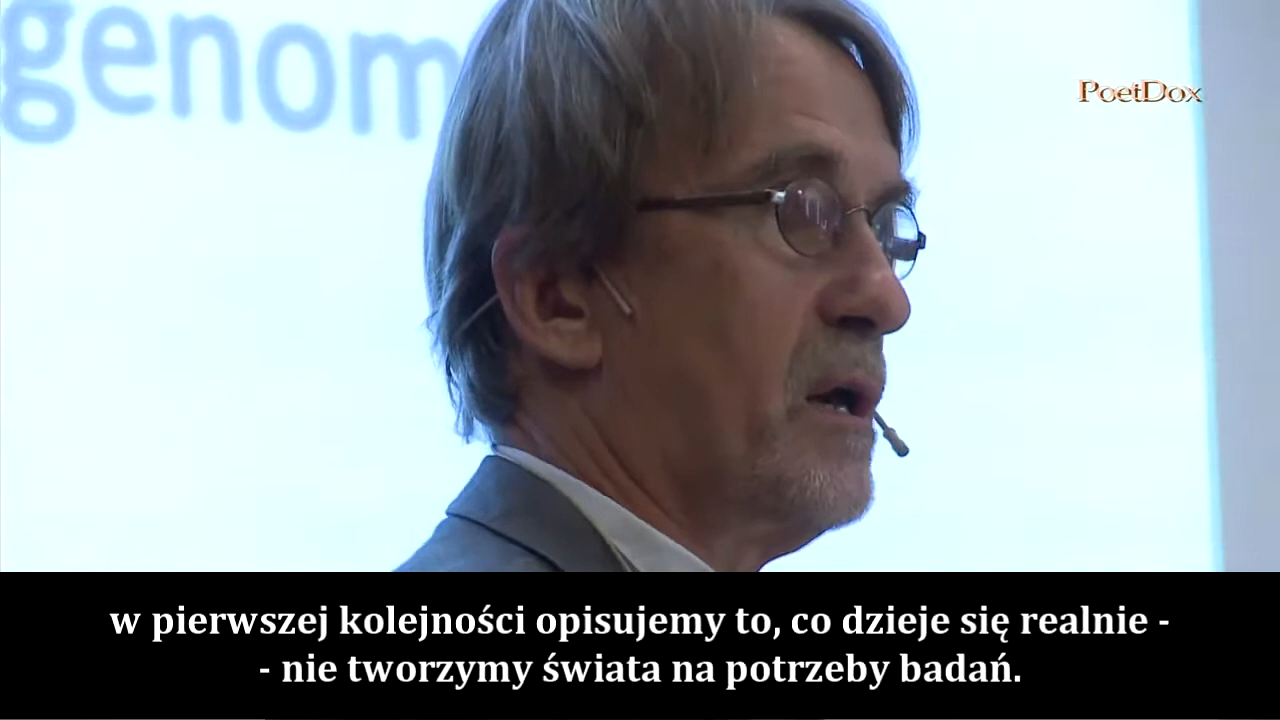 genom
PoetDox
w pierwszej kolejności opisujemy to, co dzieje się realnie -
- nie tworzymy świata na potrzeby badań.